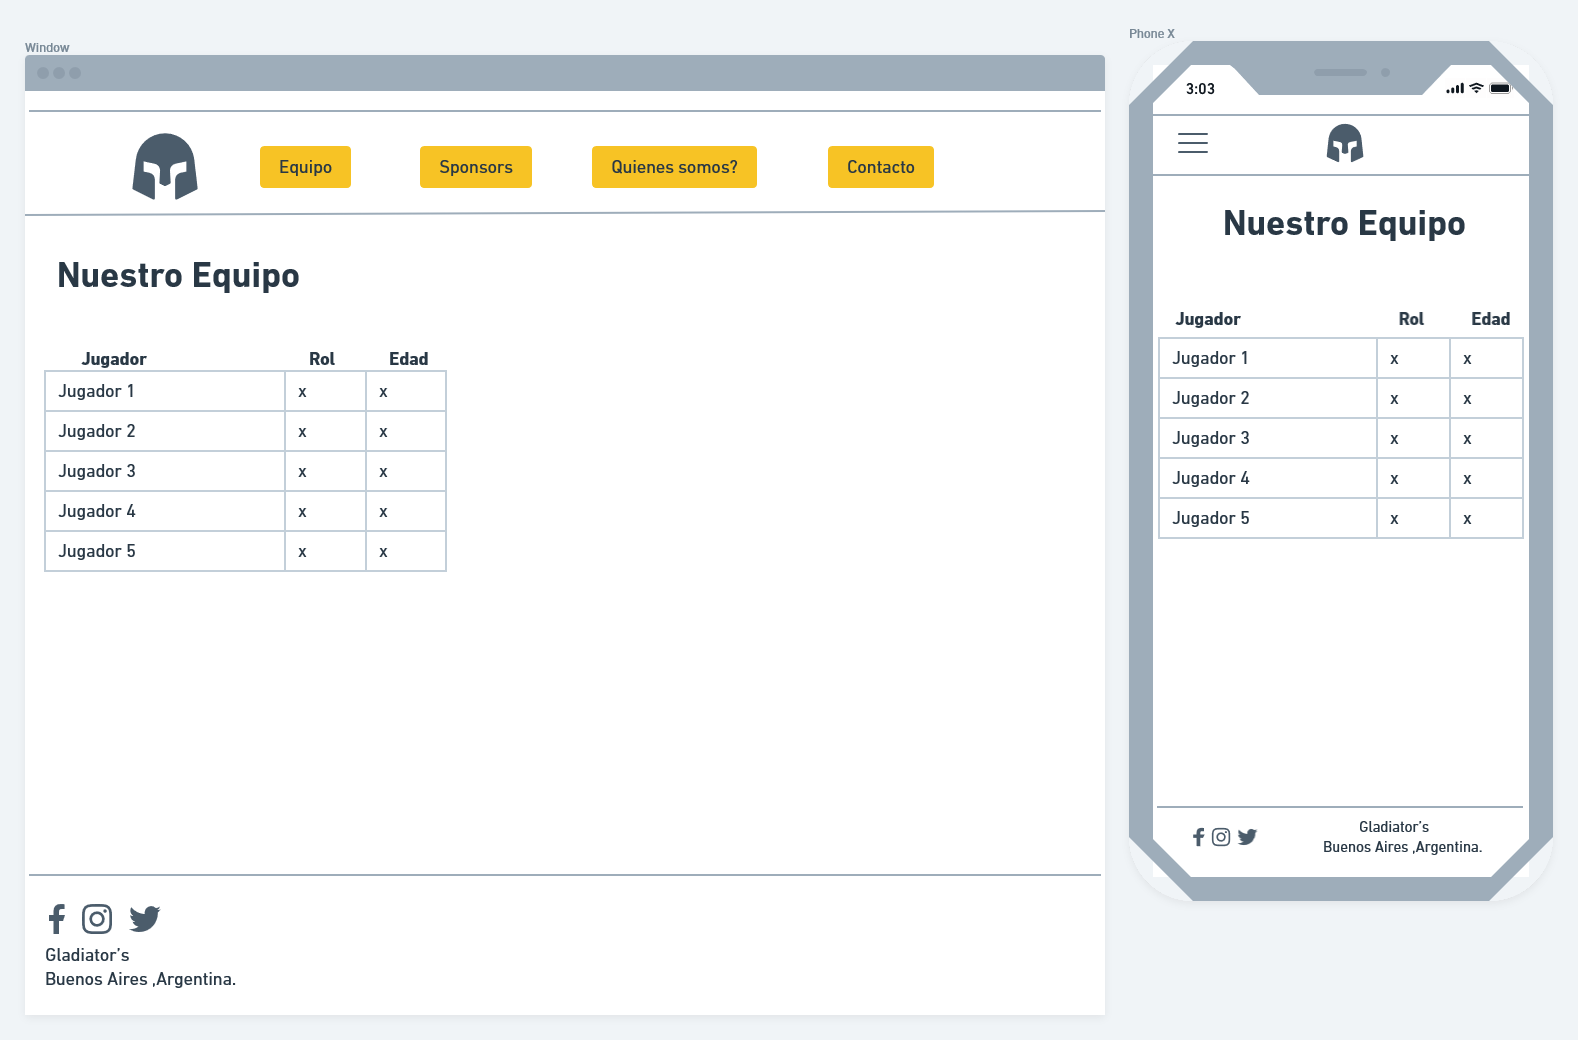 Window
Equipo Sponsors Quienes somos? Contacto
Nuestro Equipo
Jugador Rol Edad
Jugador 1 x x
Jugador 2 x x
Jugador 3 x x
Jugador 4 x x
Jugador 5 x x
Gladiator’s
Buenos Aires ,Argentina.
Phone X
3:03
Nuestro Equipo
Jugador Rol Edad
Jugador 1 x x
Jugador 2 x x
Jugador 3 x x
Jugador 4 x x
Jugador 5 x x
Gladiator’s
Buenos Aires ,Argentina.